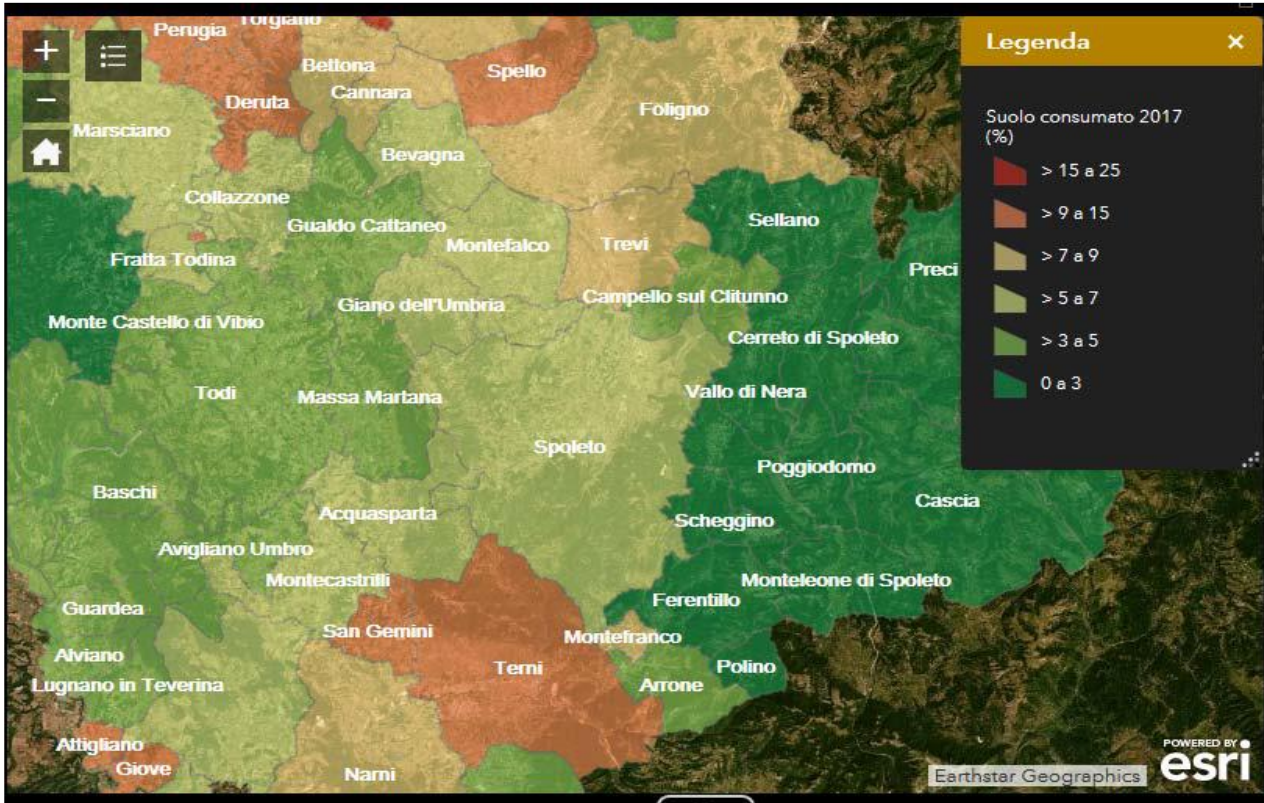 Torgiano
Perugia
Bettona
Spello
Cannara
Deruta
Foligno
Marsciano
Bevagna
Collazzone
Gualdo Cattaneo
Sellano
Montefalco
Trevi
Fratta Todina
Preci
Campello sul Clitunno
Giano dell'Umbria
Monte Castello di Vibio
Cerreto di Spoleto
Todi
Massa Martana
Vallo di Nera
Spoleto
Poggiodomo
Baschi
Cascia
Acquasparta
Scheggino
Avigliano Umbro
Montecastrilli
Monteleone di Spoleto
Ferentillo
Guardea
San Gemini
Montefranco
Alviano
Terni
Polino
Lugnano in Teverina
Arrone
Attigliano
Giove
Narni
Legenda
Suolo consumato 2017
(%)
> 15 a 25
> 9 a 15
> 7 a 9
> 5 a 7
> 3 a 5
0 a 3
Earthstar Geographics
POWERED BY
esri